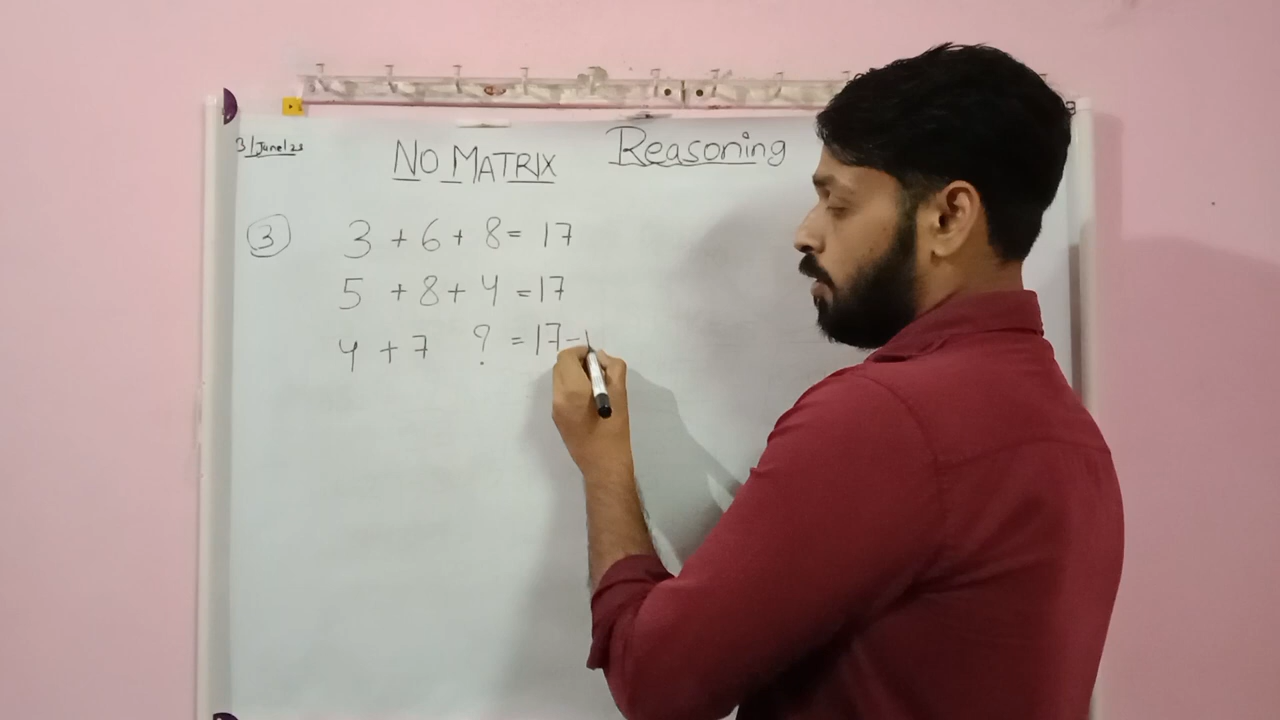 3/June/23
NO MATRIX
Reasoning
3 3 + 6 + 8 = 17
5 + 8 + 4 = 17
4 + 7 ? = 17 -